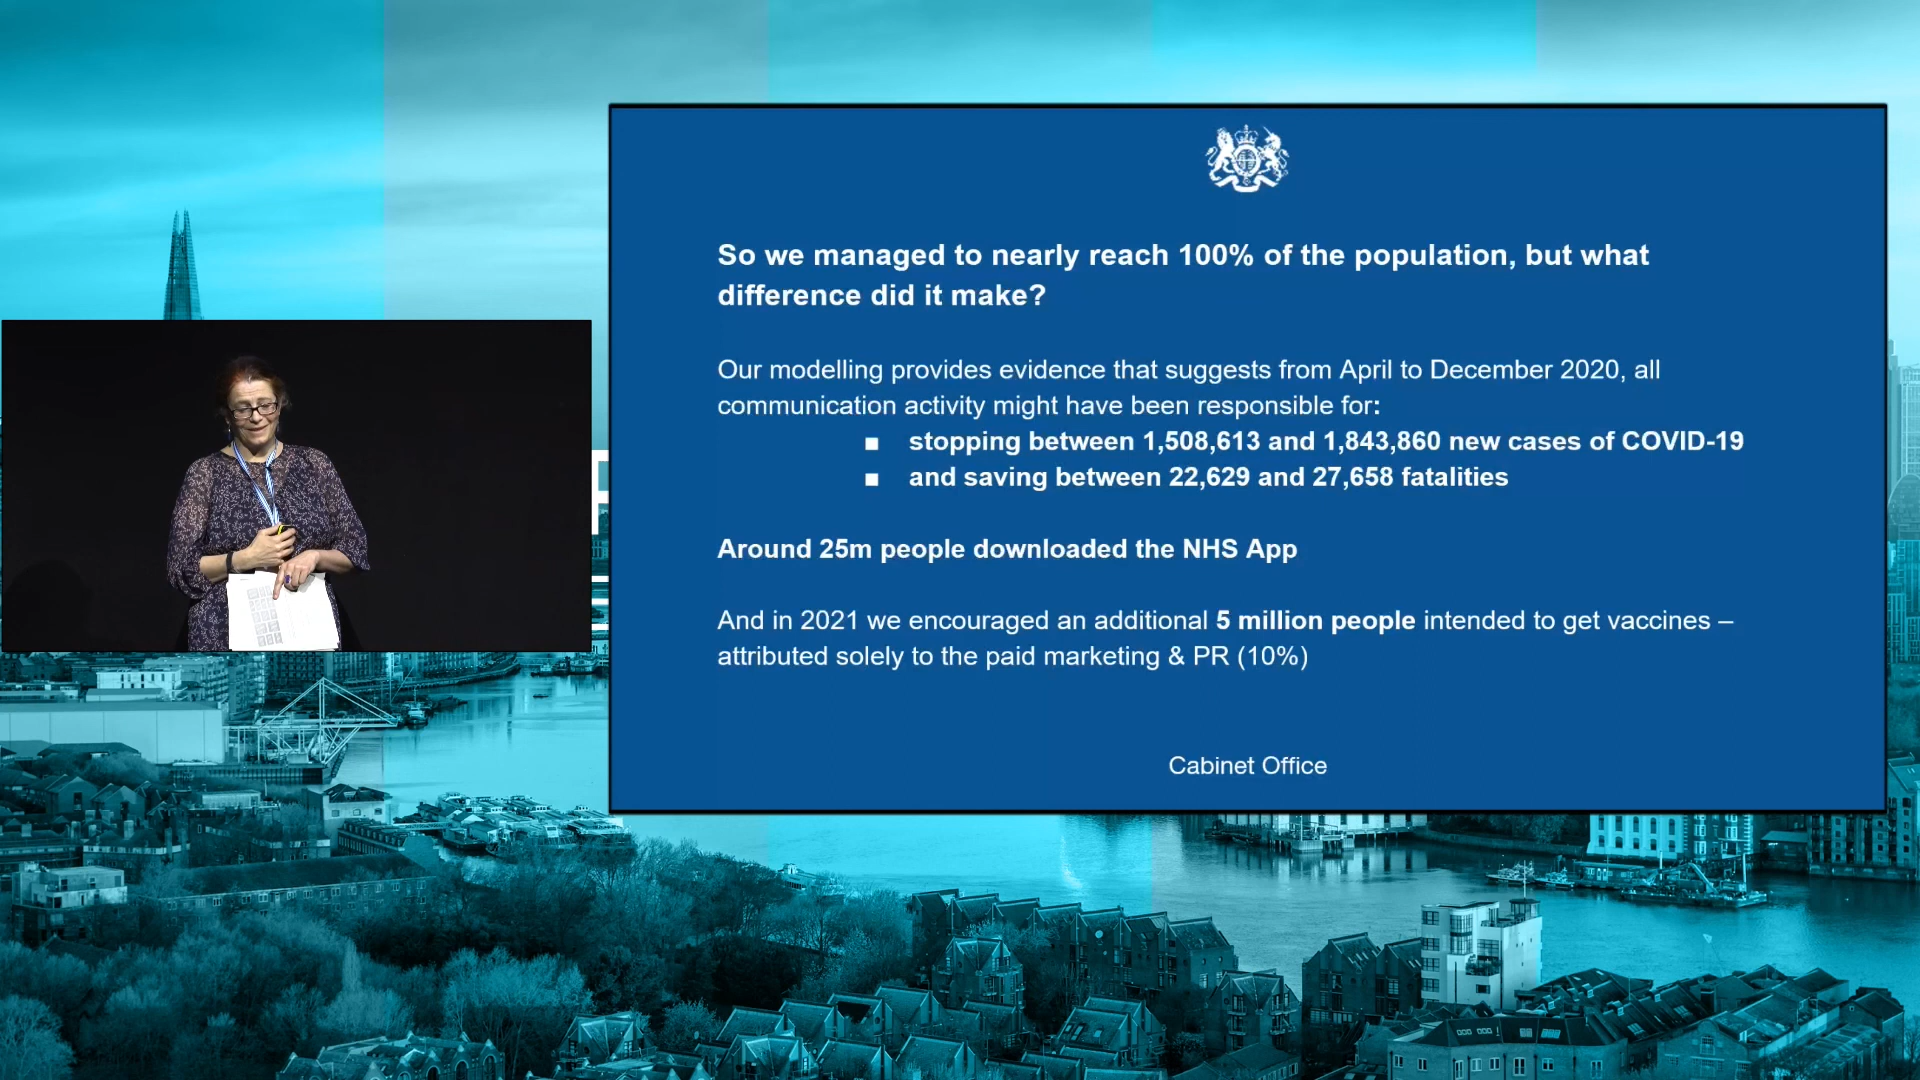 So we managed to nearly reach 100% of the population, but what
difference did it make?
Our modelling provides evidence that suggests from April to December 2020, all
communication activity might have been responsible for:
■ stopping between 1,508,613 and 1,843,860 new cases of COVID-19
■ and saving between 22,629 and 27,658 fatalities
Around 25m people downloaded the NHS App
And in 2021 we encouraged an additional 5 million people intended to get vaccines –
attributed solely to the paid marketing & PR (10%)
Cabinet Office